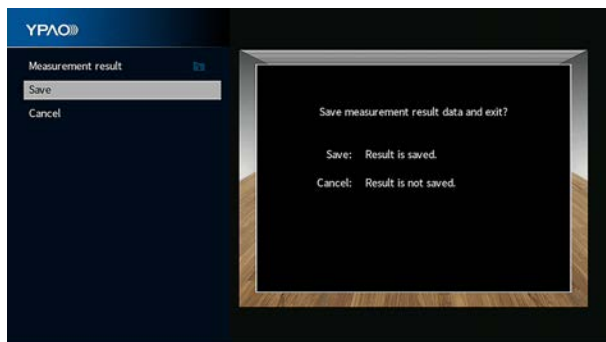 YPAO
Measurement result
Save
Cancel
Save measurement result data and exit?
Save: Result is saved.
Cancel: Result is not saved.